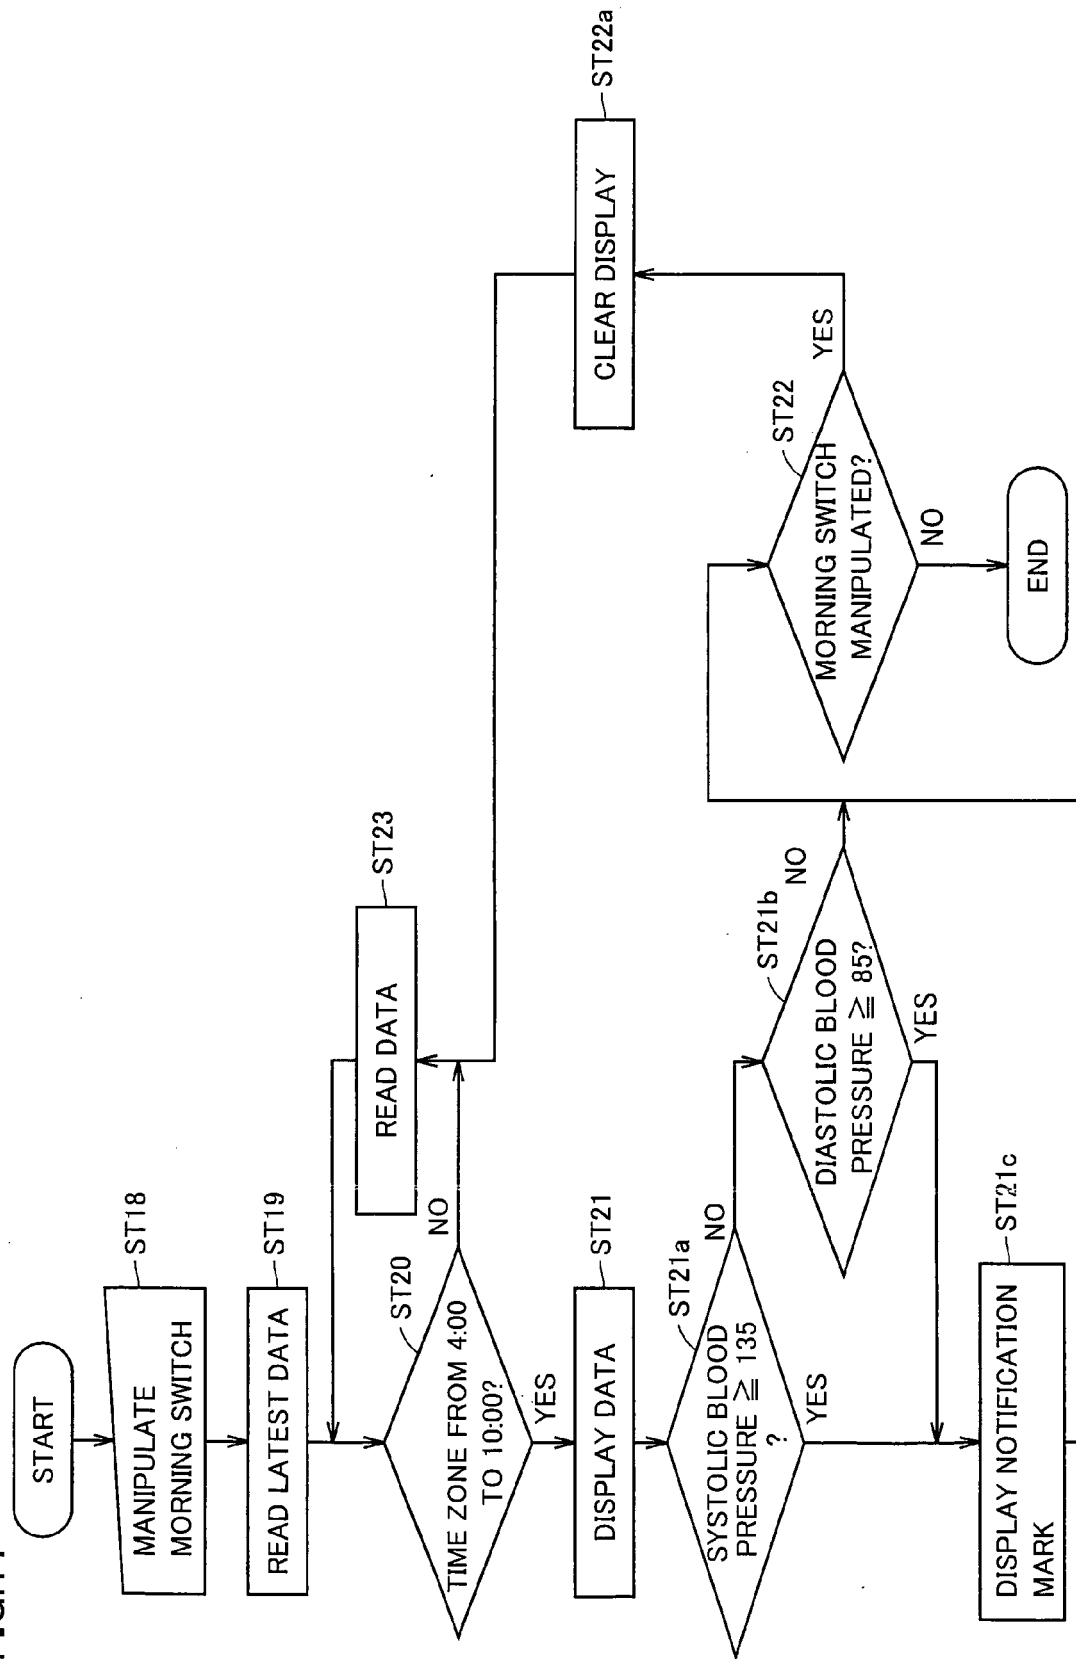 START
MANIPULATE
MORNING SWITCH
ST18
READ LATEST DATA
ST19
TIME ZONE FROM 4:00
TO 10:00?
ST20
NO
YES
READ DATA
ST23
DISPLAY DATA
ST21
SYSTOLIC BLOOD
PRESSURE ≧ 135
?
ST21a
NO
YES
DIASTOLIC BLOOD
PRESSURE ≧ 85?
ST21b
NO
YES
DISPLAY NOTIFICATION
MARK
ST21c
MORNING SWITCH
MANIPULATED?
ST22
YES
NO
CLEAR DISPLAY
ST22a
END